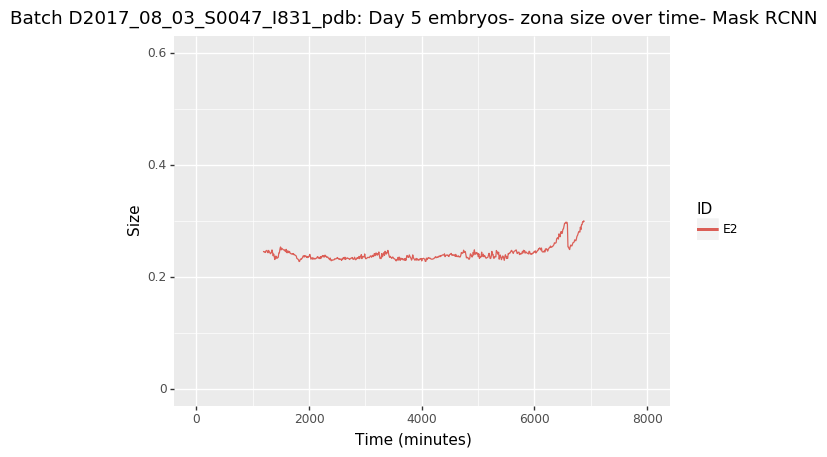 Batch D2017_08_03_S0047_I831_pdb: Day 5 embryos- zona size over time- Mask RCNN
0.6
0.4
0.2
0
Size
0 2000 4000 6000 8000
Time (minutes)
ID
E2